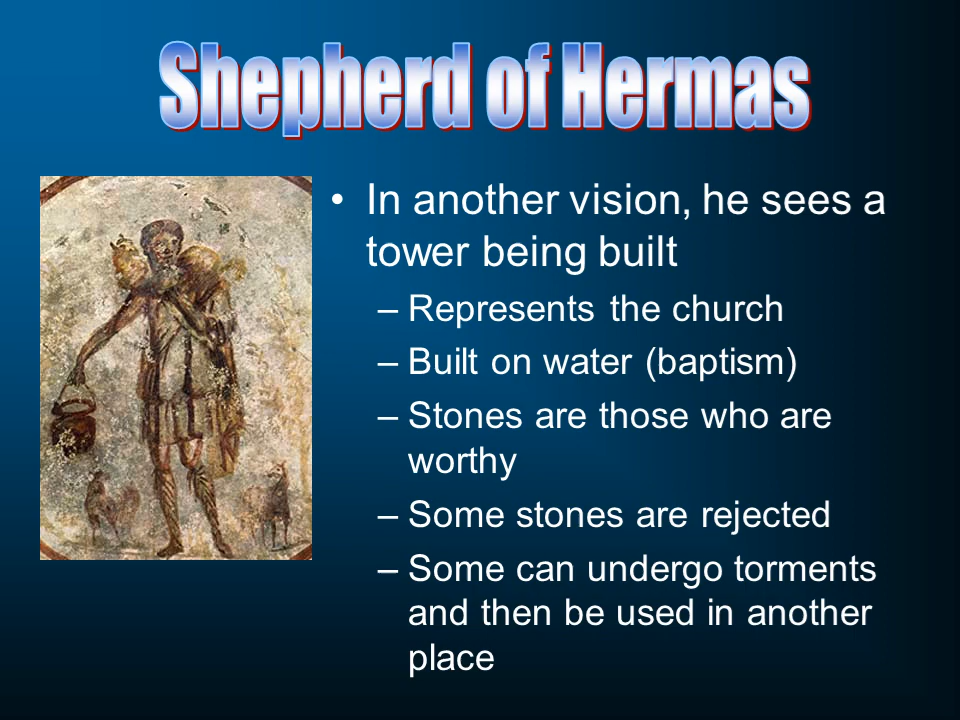 Shepherd of Hermas
• In another vision, he sees a
tower being built
– Represents the church
– Built on water (baptism)
– Stones are those who are
worthy
– Some stones are rejected
– Some can undergo torments
and then be used in another
place